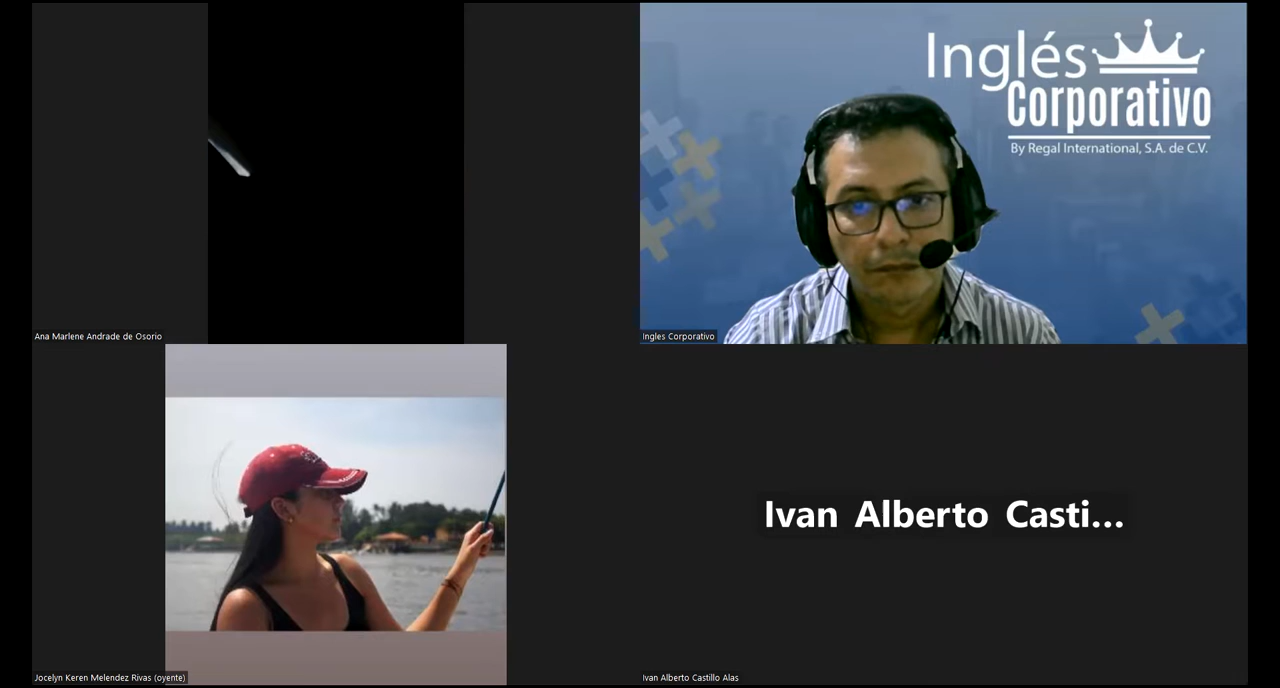 Inglés
Corporativo
By Regal International, S.A. de C.V.
Ana Marlene Andrade de Osorio
Ingles Corporativo
Ivan Alberto Casti...
Jocelyn Keren Melendez Rivas (oyente)
Ivan Alberto Castillo Alas